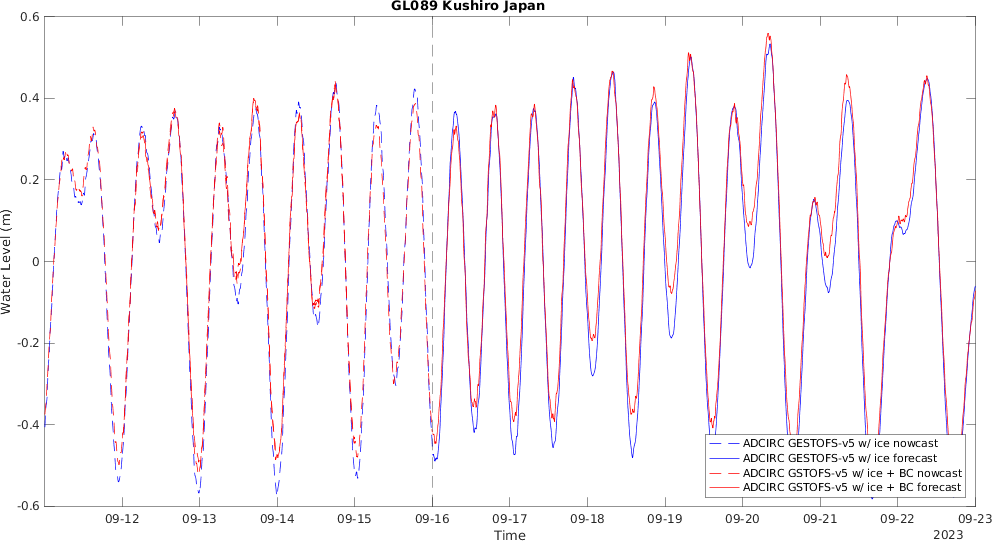 GL089 Kushiro Japan
0.6
0.4
0.2
0
-0.2
-0.4
-0.6
Water Level (m)
ADCIRC GESTOFS-v5 w/ ice nowcast
ADCIRC GESTOFS-v5 w/ ice forecast
ADCIRC GSTOFS-v5 w/ ice + BC nowcast
ADCIRC GSTOFS-v5 w/ ice + BC forecast
09-12 09-13 09-14 09-15 09-16 09-17 09-18 09-19 09-20 09-21 09-22 09-23
Time
2023